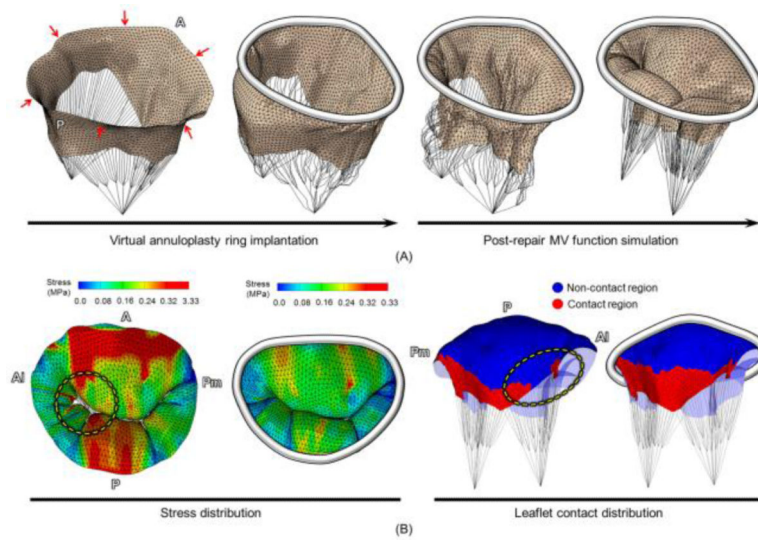 A
P
Virtual annuloplasty ring implantation
Post-repair MV function simulation
(A)
Stress
(MPa)
0.0 0.08 0.16 0.24 0.32 3.33
Stress
(MPa)
0.0 0.08 0.16 0.24 0.32 3.33
Non-contact region
Contact region
A
Al
Pm
P
P
Pm
Al
Stress distribution
Leaflet contact distribution
(B)